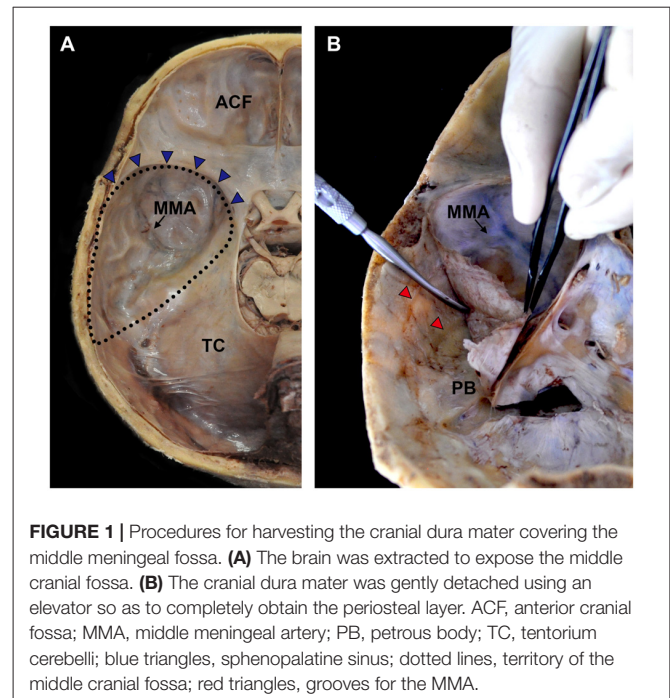 A
B
ACF
MMA
MMA
TC
PB
FIGURE 1 | Procedures for harvesting the cranial dura mater covering the
middle meningeal fossa. (A) The brain was extracted to expose the middle
cranial fossa. (B) The cranial dura mater was gently detached using an
elevator so as to completely obtain the periosteal layer. ACF, anterior cranial
fossa; MMA, middle meningeal artery; PB, petrous body; TC, tentorium
cerebelli; blue triangles, sphenopalatine sinus; dotted lines, territory of the
middle cranial fossa; red triangles, grooves for the MMA.